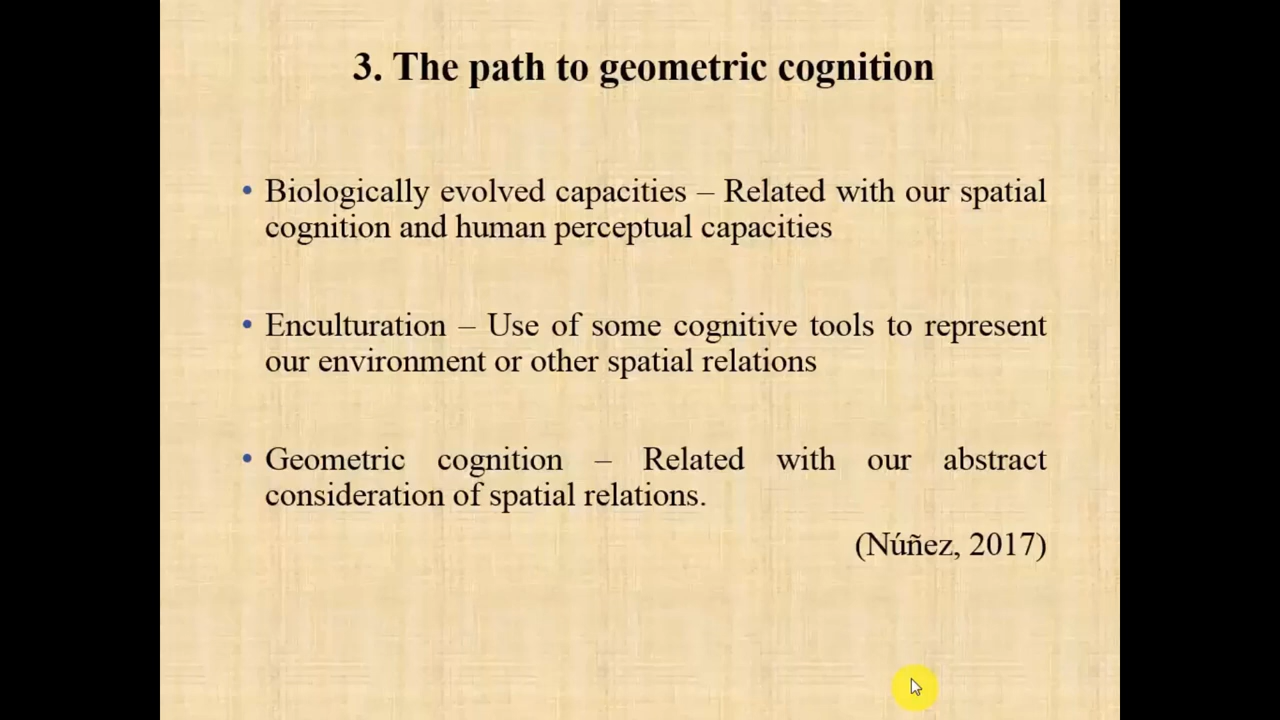 3. The path to geometric cognition
• Biologically evolved capacities – Related with our spatial
cognition and human perceptual capacities
• Enculturation – Use of some cognitive tools to represent
our environment or other spatial relations
• Geometric cognition – Related with our abstract
consideration of spatial relations.
(Núñez, 2017)